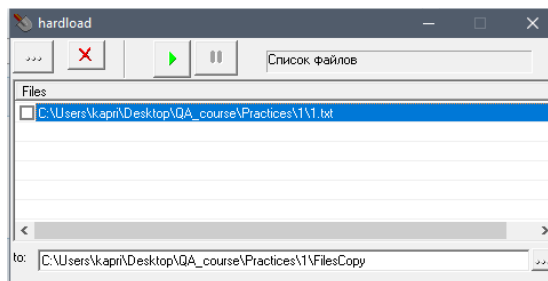 hardload
... Список файлов
Files
C:\Users\kapri\Desktop\QA_course\Practices\1\1.txt
to: C:\Users\kapri\Desktop\QA_course\Practices\1\FilesCopy ...